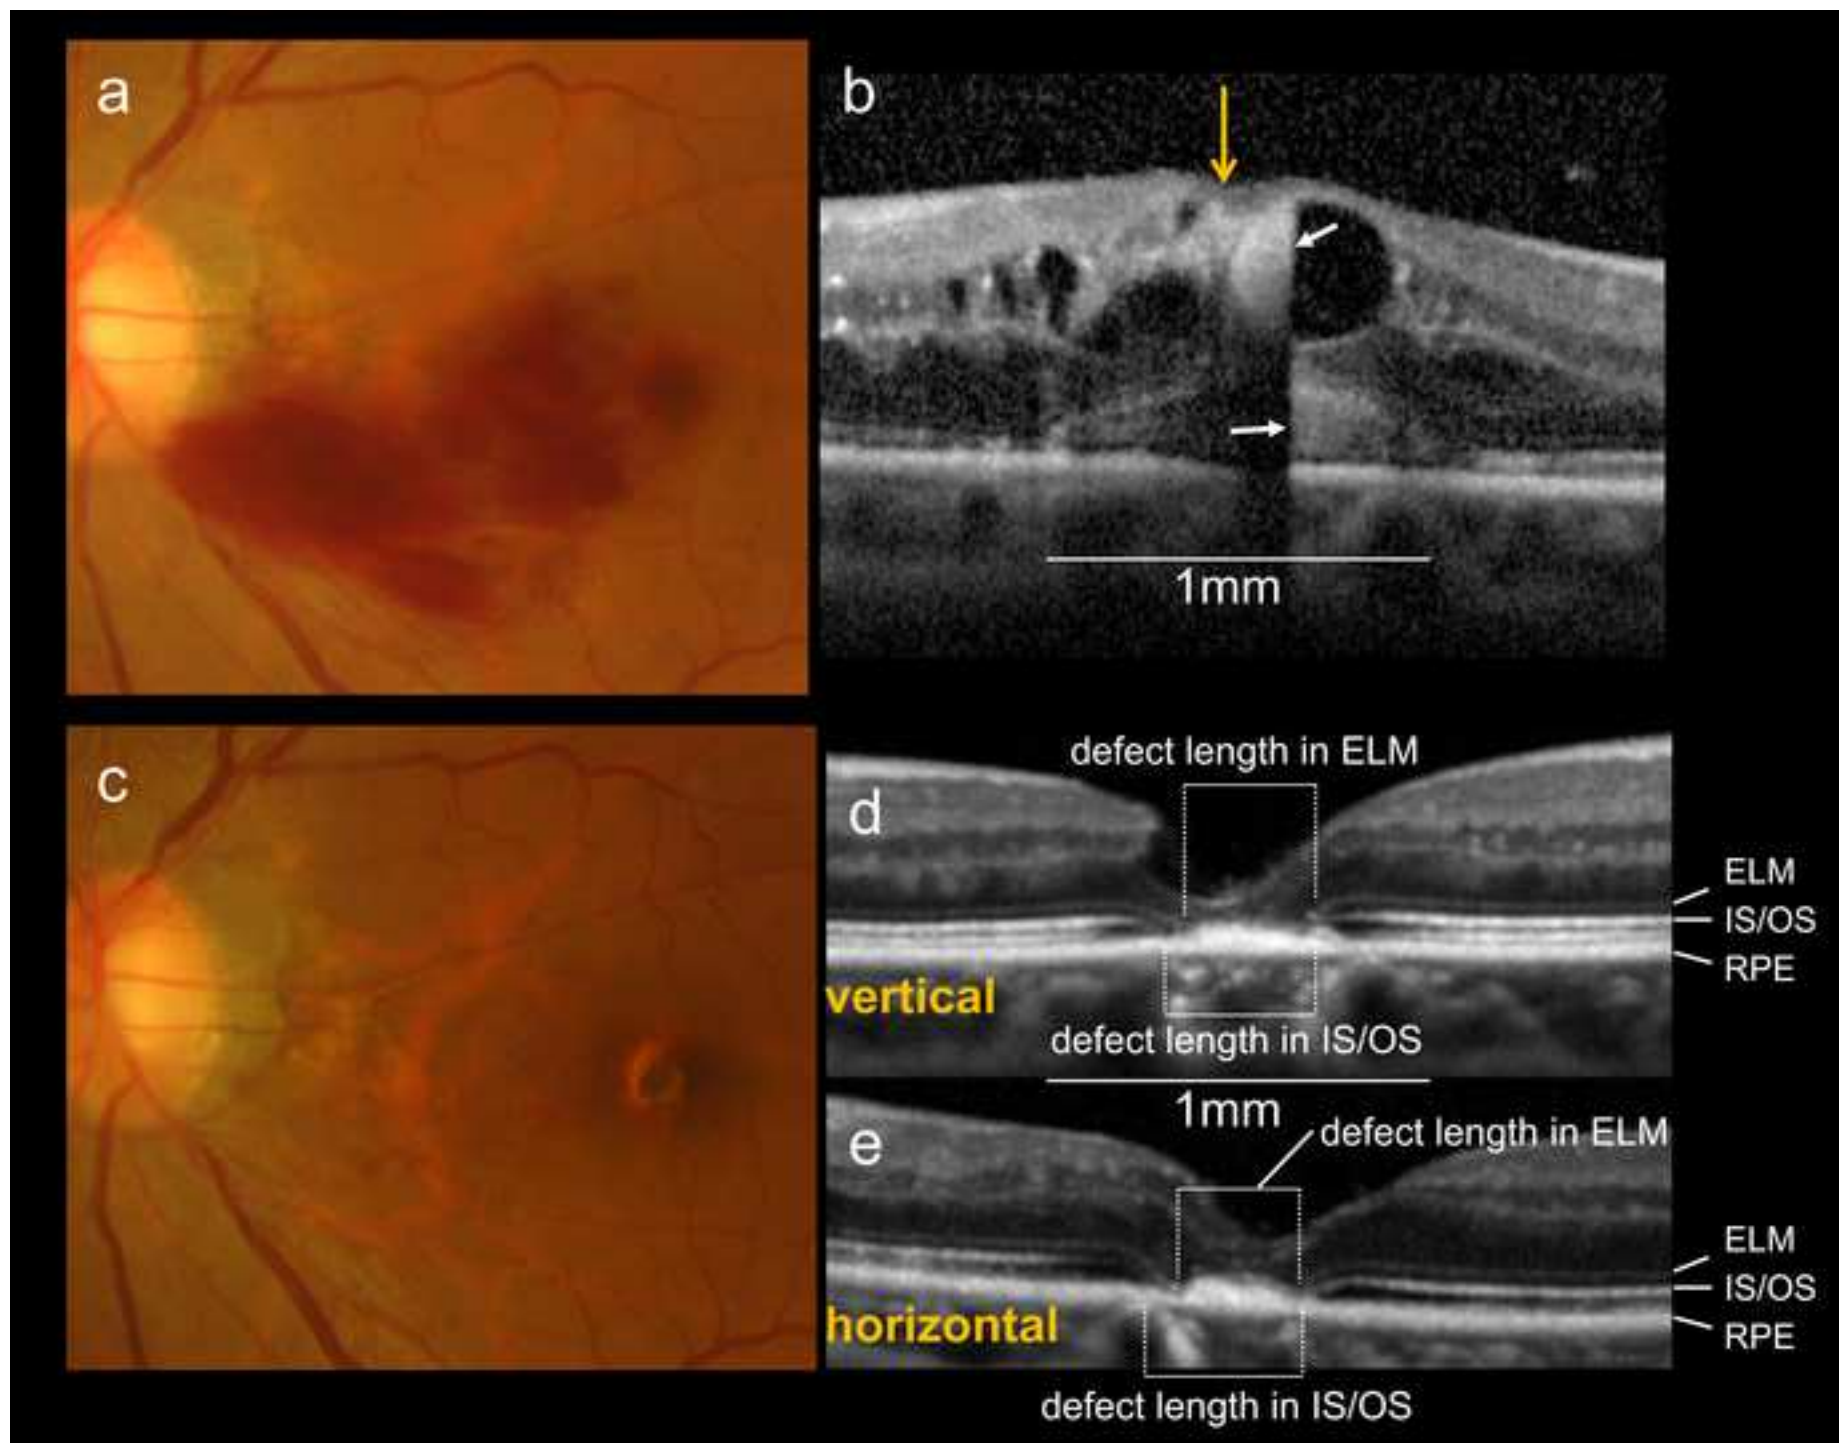 a
b
1mm
c
defect length in ELM
d
ELM
IS/OS
RPE
vertical
defect length in IS/OS
1mm
defect length in ELM
e
ELM
IS/OS
RPE
horizontal
defect length in IS/OS